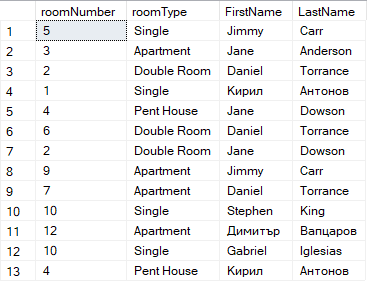 roomNumber roomType FirstName LastName
1 5 Single Jimmy Carr
2 3 Apartment Jane Anderson
3 2 Double Room Daniel Torrance
4 1 Single Кирил Антонов
5 4 Pent House Jane Dowson
6 6 Double Room Daniel Torrance
7 2 Double Room Jane Dowson
8 9 Apartment Jimmy Carr
9 7 Apartment Daniel Torrance
10 10 Single Stephen King
11 12 Apartment Димитър Вапцаров
12 10 Single Gabriel Iglesias
13 4 Pent House Кирил Антонов